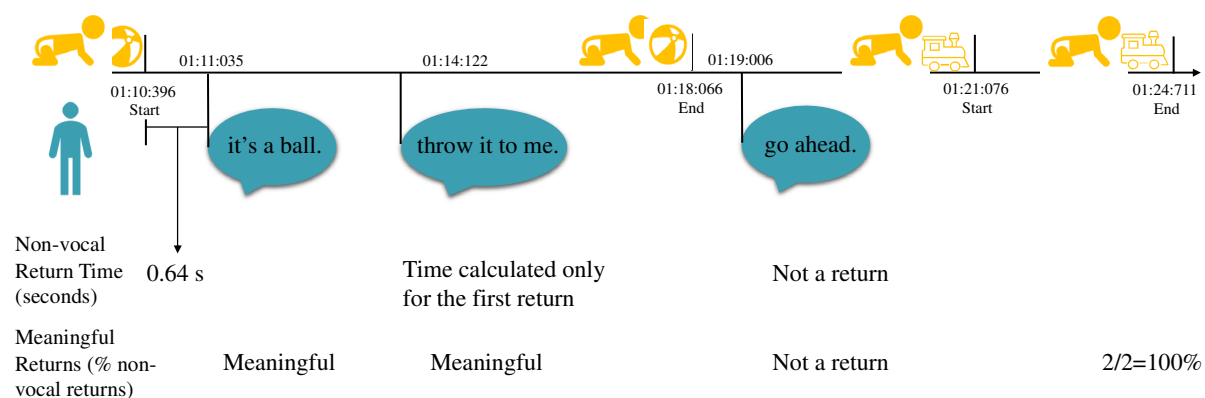 01:11:035
01:14:122
01:19:006
01:10:396
Start
01:18:066
End
01:21:076
Start
01:24:711
End
it's a ball.
throw it to me.
go ahead.
Non-vocal
Return Time
(seconds)
0.64 s
Time calculated only
for the first return
Not a return
Meaningful
Returns (% non-
vocal returns)
Meaningful
Meaningful
Not a return
2/2=100%